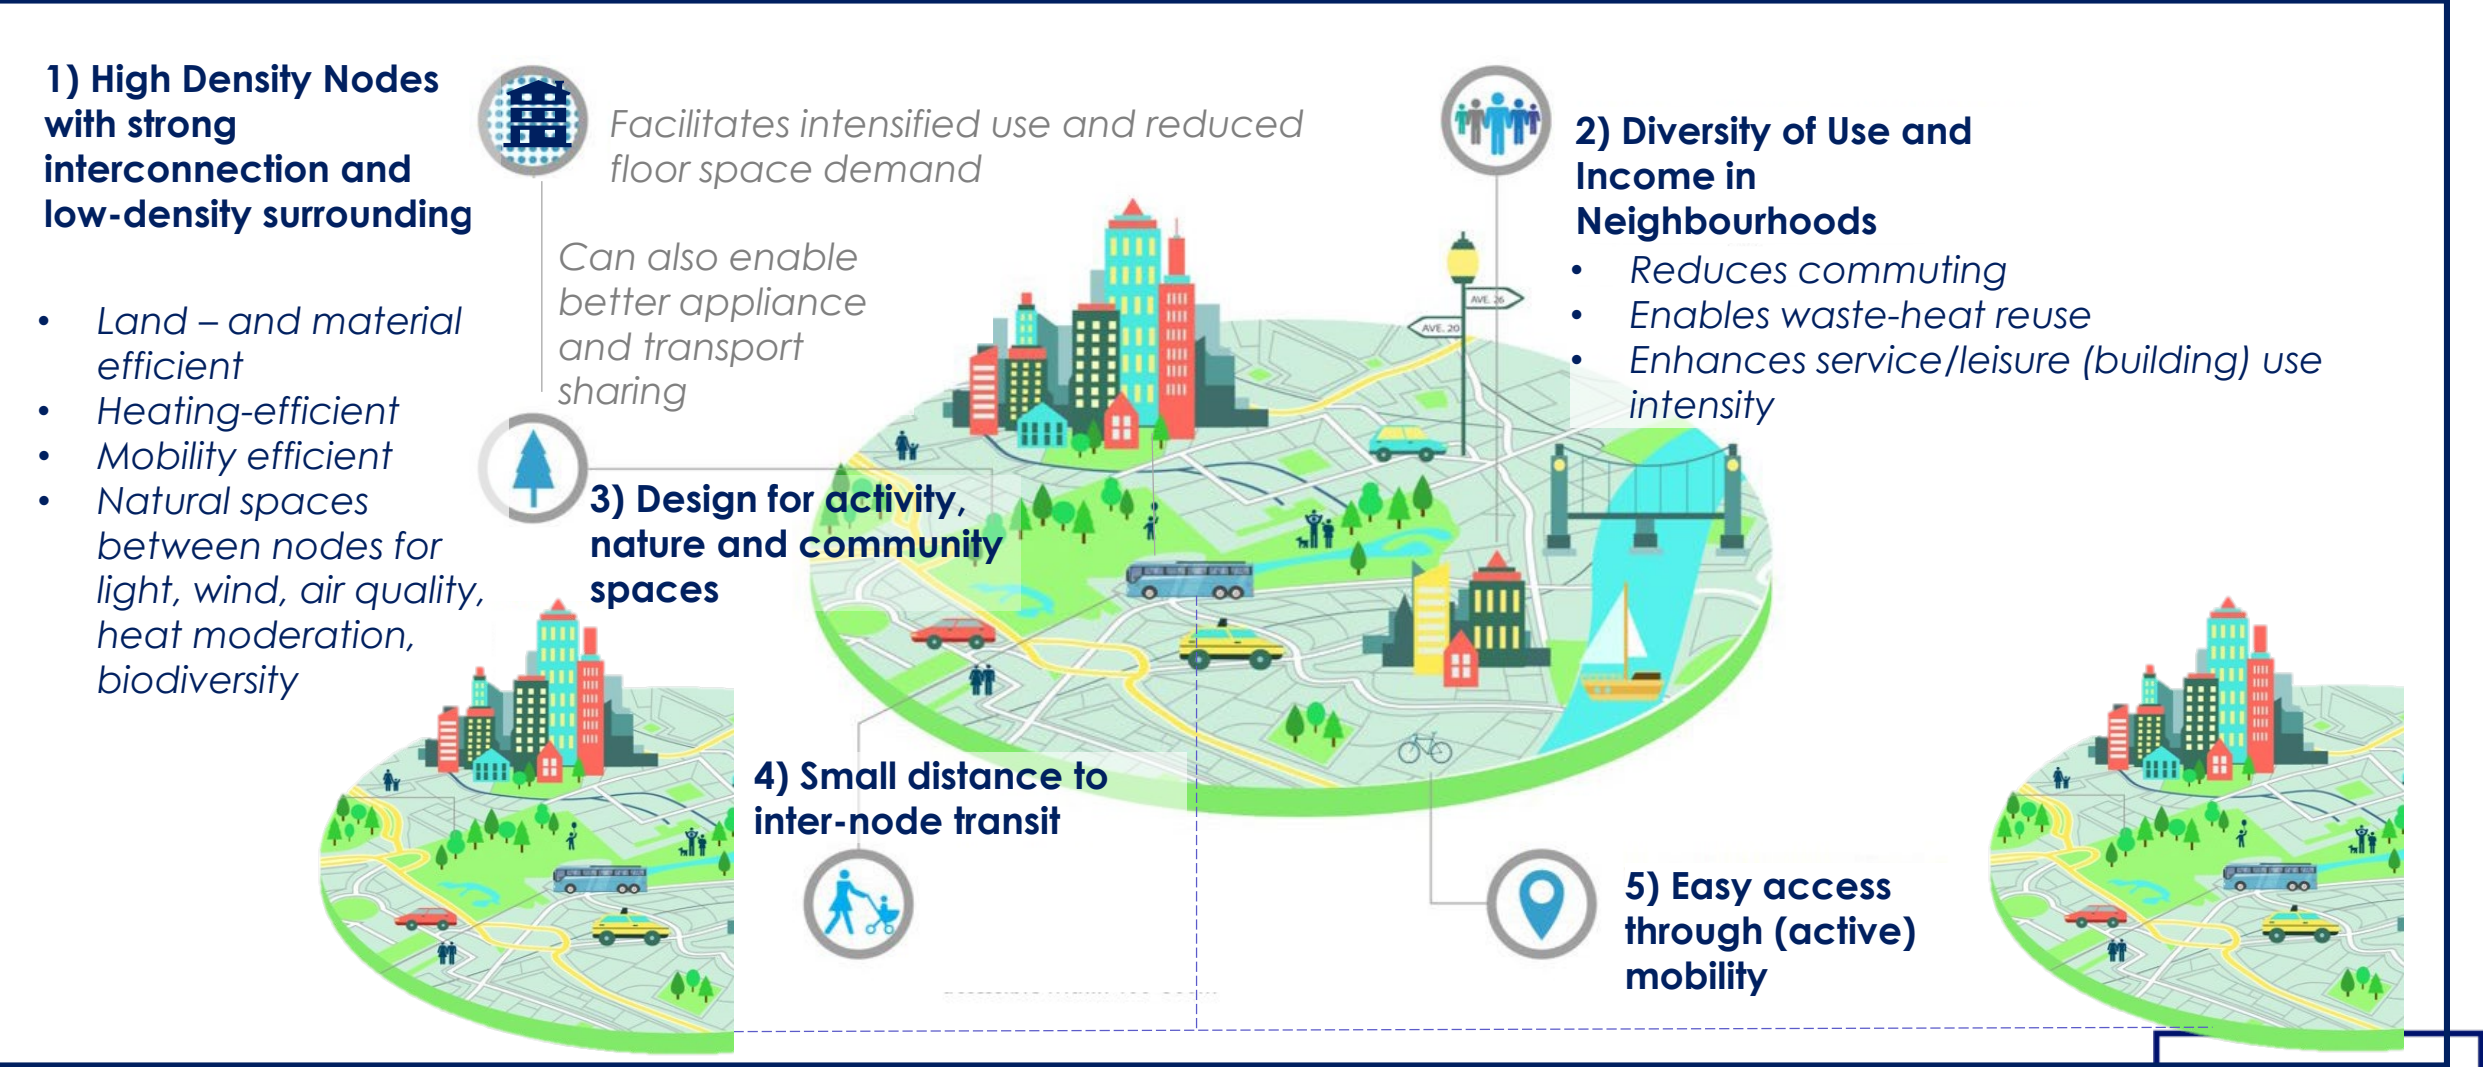 1) High Density Nodes
with strong
interconnection and
low-density surrounding
• Land – and material
efficient
• Heating-efficient
• Mobility efficient
• Natural spaces
between nodes for
light, wind, air quality,
heat moderation,
biodiversity
Facilitates intensified use and reduced
floor space demand
Can also enable
better appliance
and transport
sharing
2) Diversity of Use and
Income in
Neighbourhoods
• Reduces commuting
• Enables waste-heat reuse
• Enhances service/leisure (building) use
intensity
AVE. 26
AVE. 20
3) Design for activity,
nature and community
spaces
4) Small distance to
inter-node transit
5) Easy access
through (active)
mobility